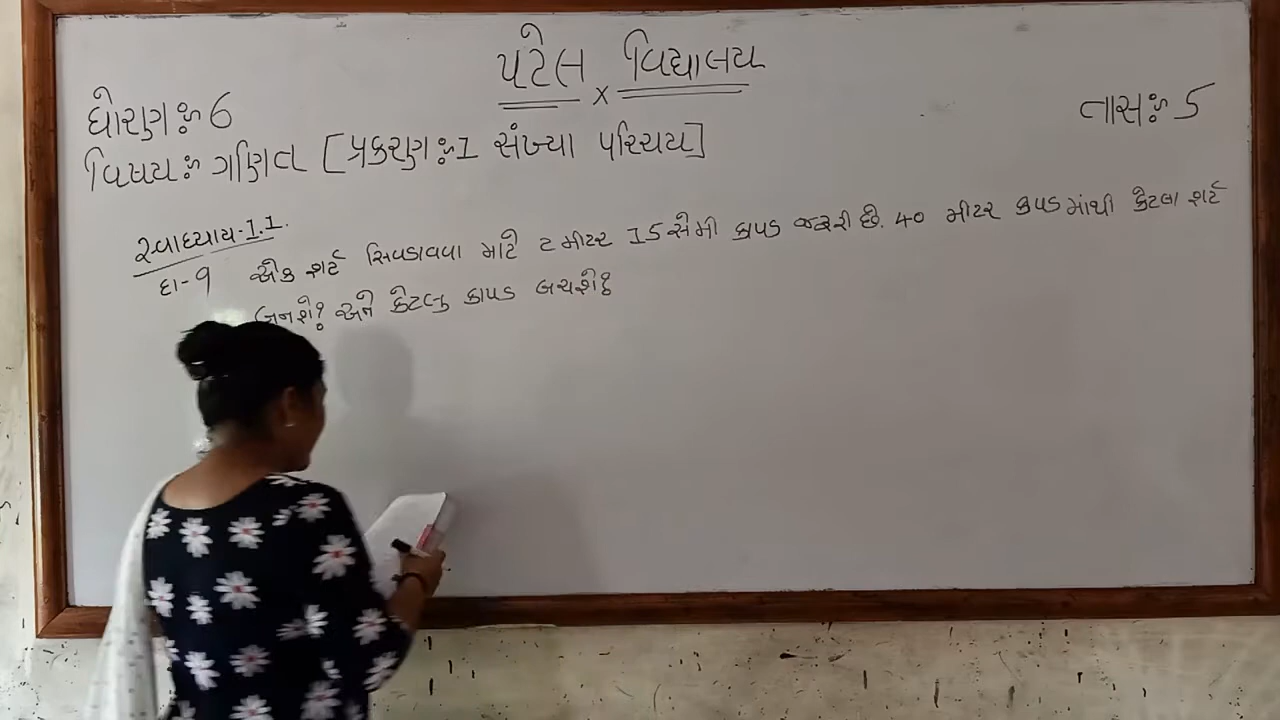 પટેલ x વિદ્યાલય
ધોરણઃ 6
તાસઃ 5
વિષયઃ ગણિત [પ્રકરણઃ 1 સંખ્યા પરિચય]
સ્વાધ્યાય-1.1.
દા-9 એક શર્ટ સિવડાવવા માટે 2 મીટર 15 સેમી કાપડ જરૂરી છે. 40 મીટર કાપડમાંથી કેટલા શર્ટ
બનશે? અને કેટલુ કાપડ બચશે?